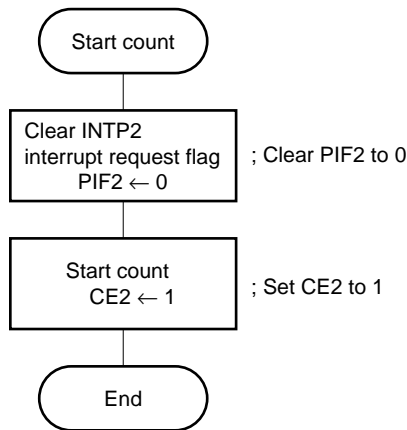 Start count
Clear INTP2
interrupt request flag
PIF2 ← 0
; Clear PIF2 to 0
Start count
CE2 ← 1
; Set CE2 to 1
End